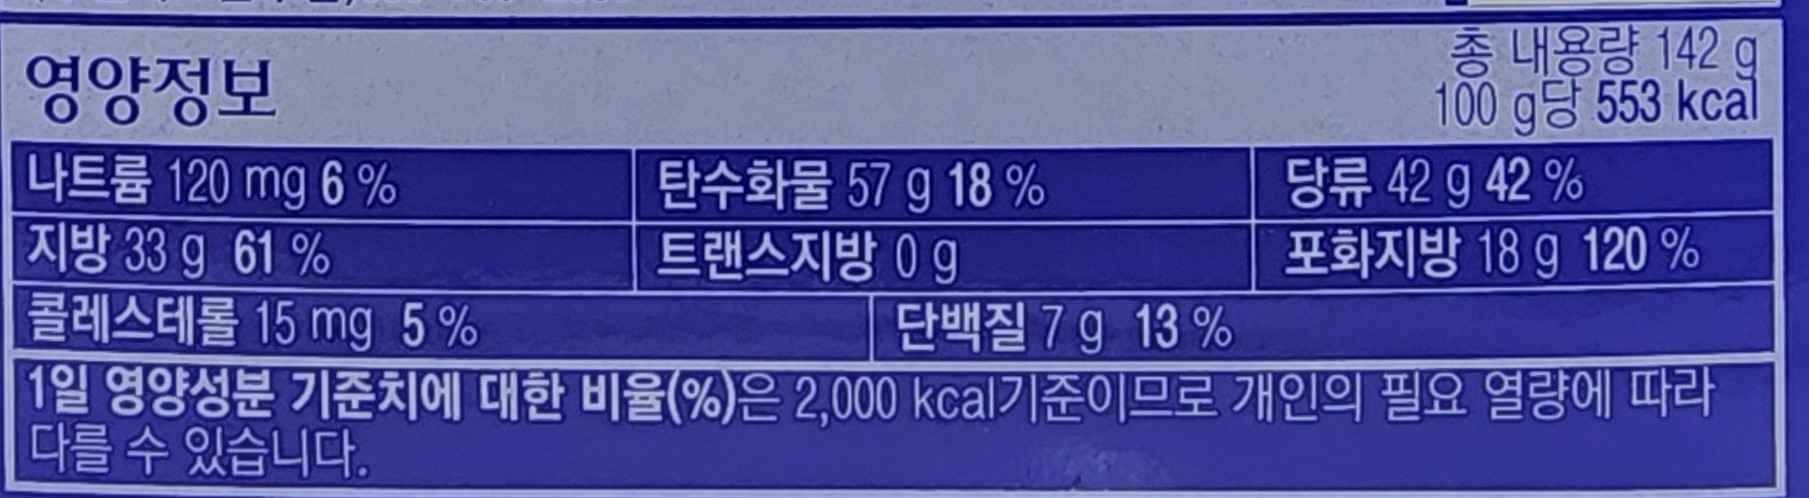 영양정보
총 내용량 142 g
100 g당 553 kcal
나트륨 120 mg 6 % 탄수화물 57 g 18 % 당류 42 g 42 %
지방 33 g 61 % 트랜스지방 0 g 포화지방 18 g 120 %
콜레스테롤 15 mg 5 % 단백질 7 g 13 %
1일 영양성분 기준치에 대한 비율(%)은 2,000 kcal기준이므로 개인의 필요 열량에 따라
다를 수 있습니다.